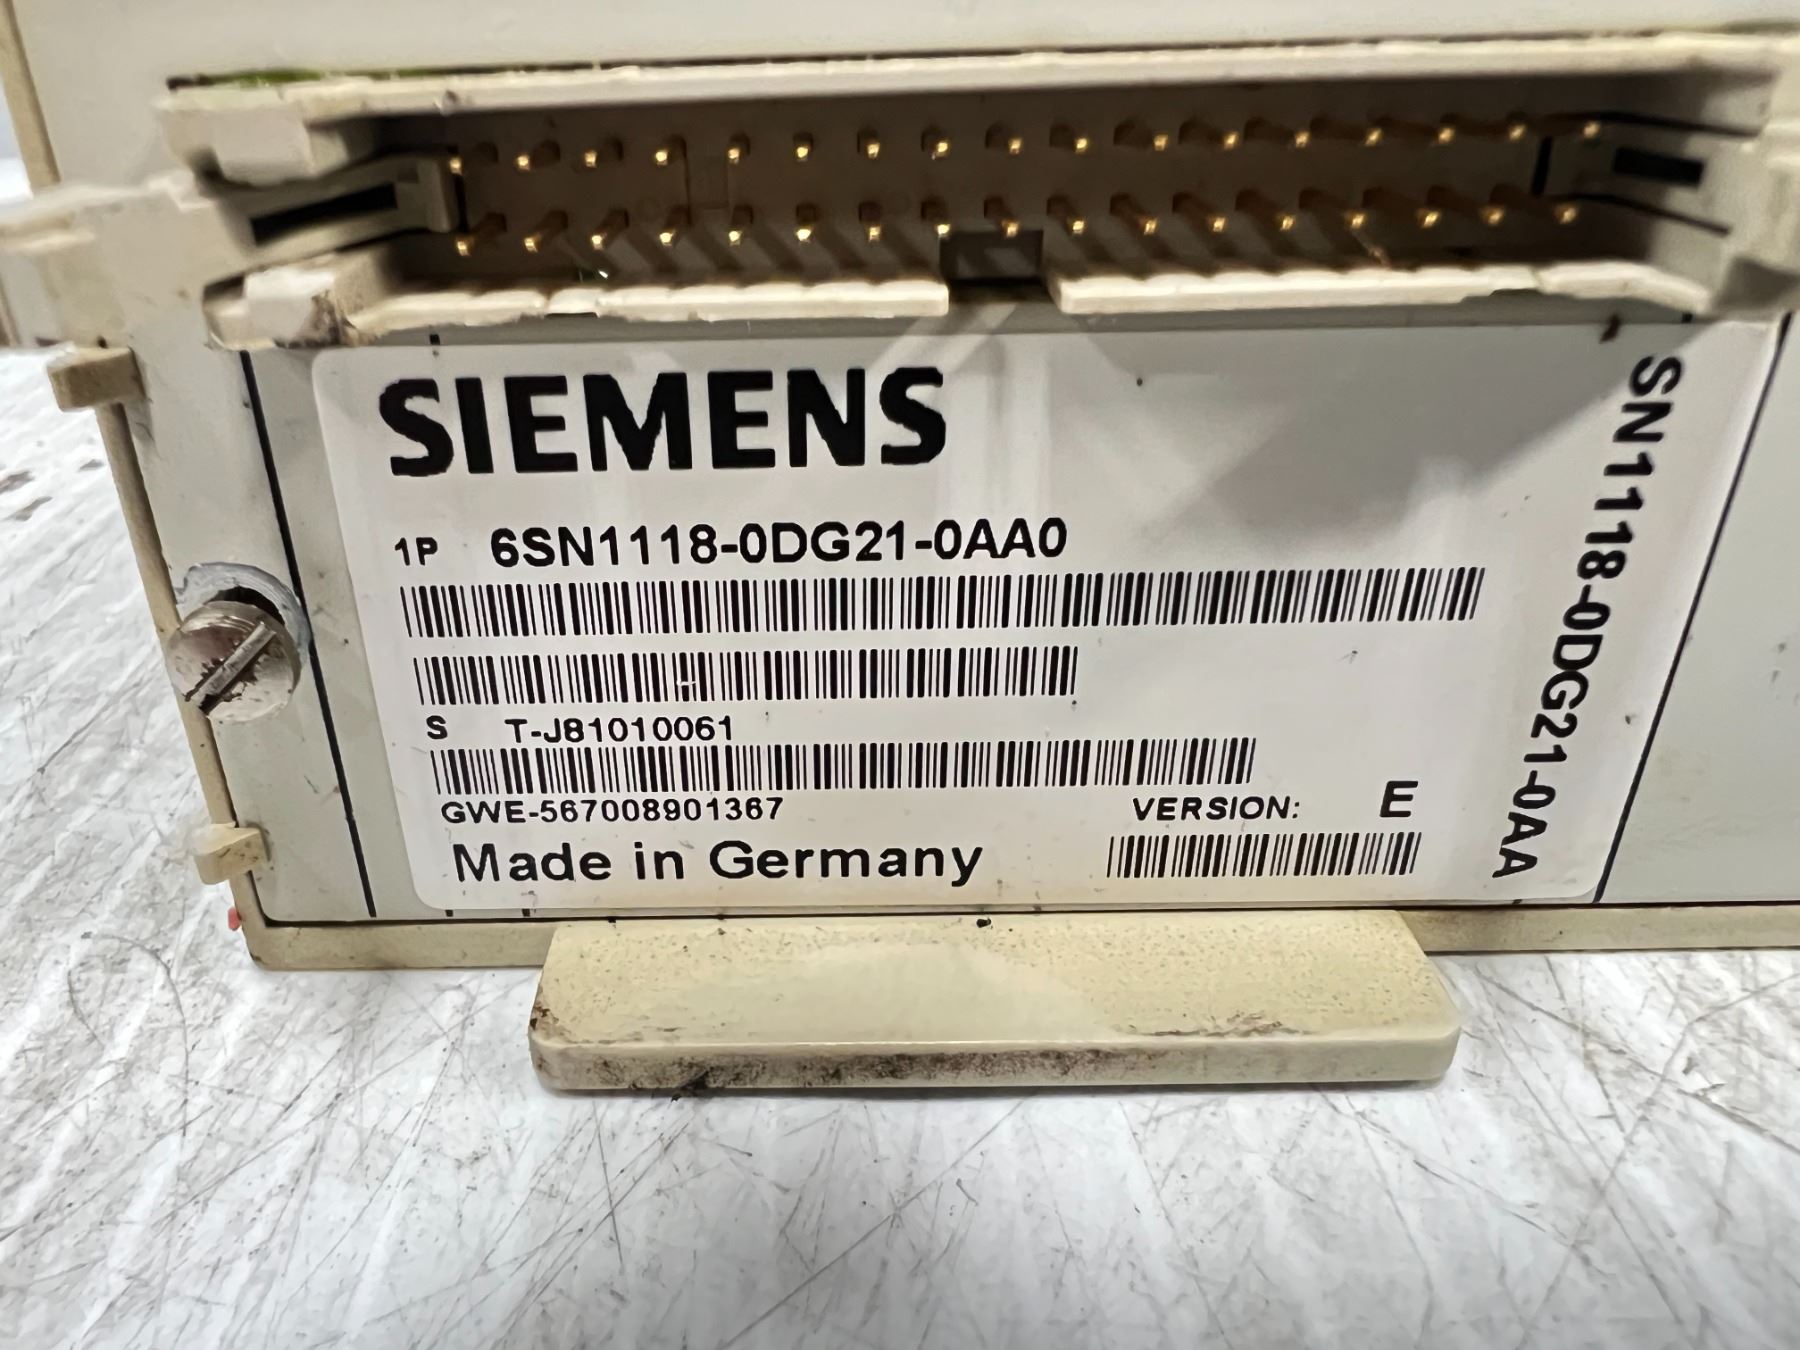 SIEMENS
1P 6SN1118-0DG21-0AA0
S T-J81010061
GWE-567008901367
VERSION: E
Made in Germany
SN1118-0DG21-0AA